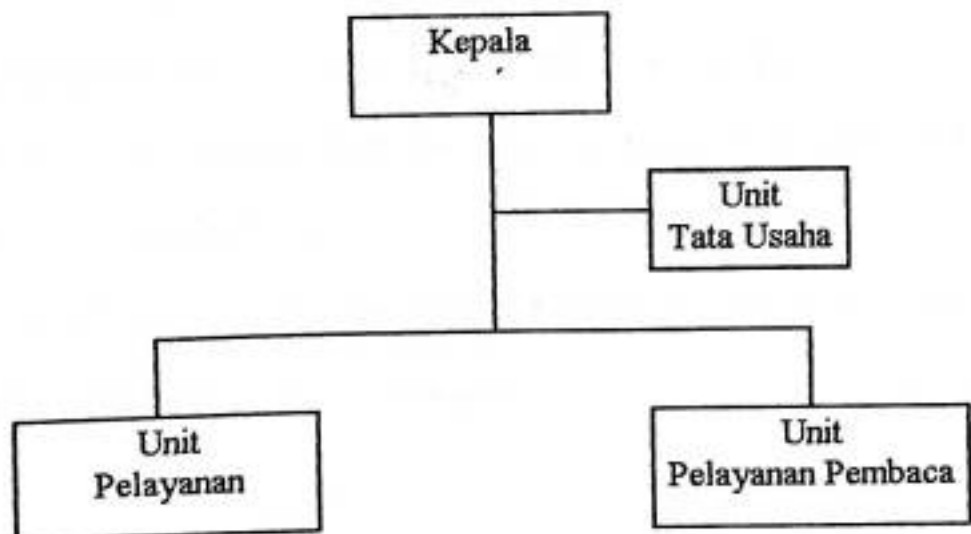 Kepala
Unit
Tata Usaha
Unit
Pelayanan
Unit
Pelayanan Pembaca